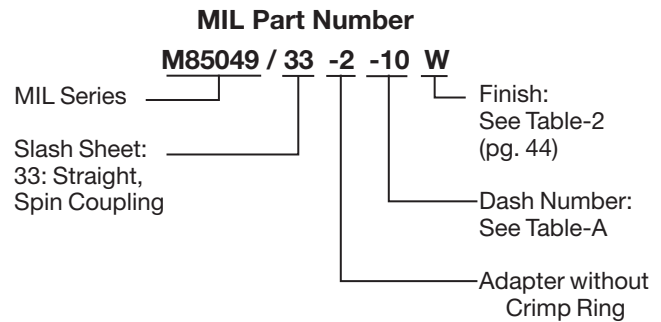 MIL Part Number
M85049 / 33 -2 -10 W
MIL Series
Slash Sheet:
33: Straight,
Spin Coupling
Finish:
See Table-2
(pg. 44)
Dash Number:
See Table-A
Adapter without
Crimp Ring